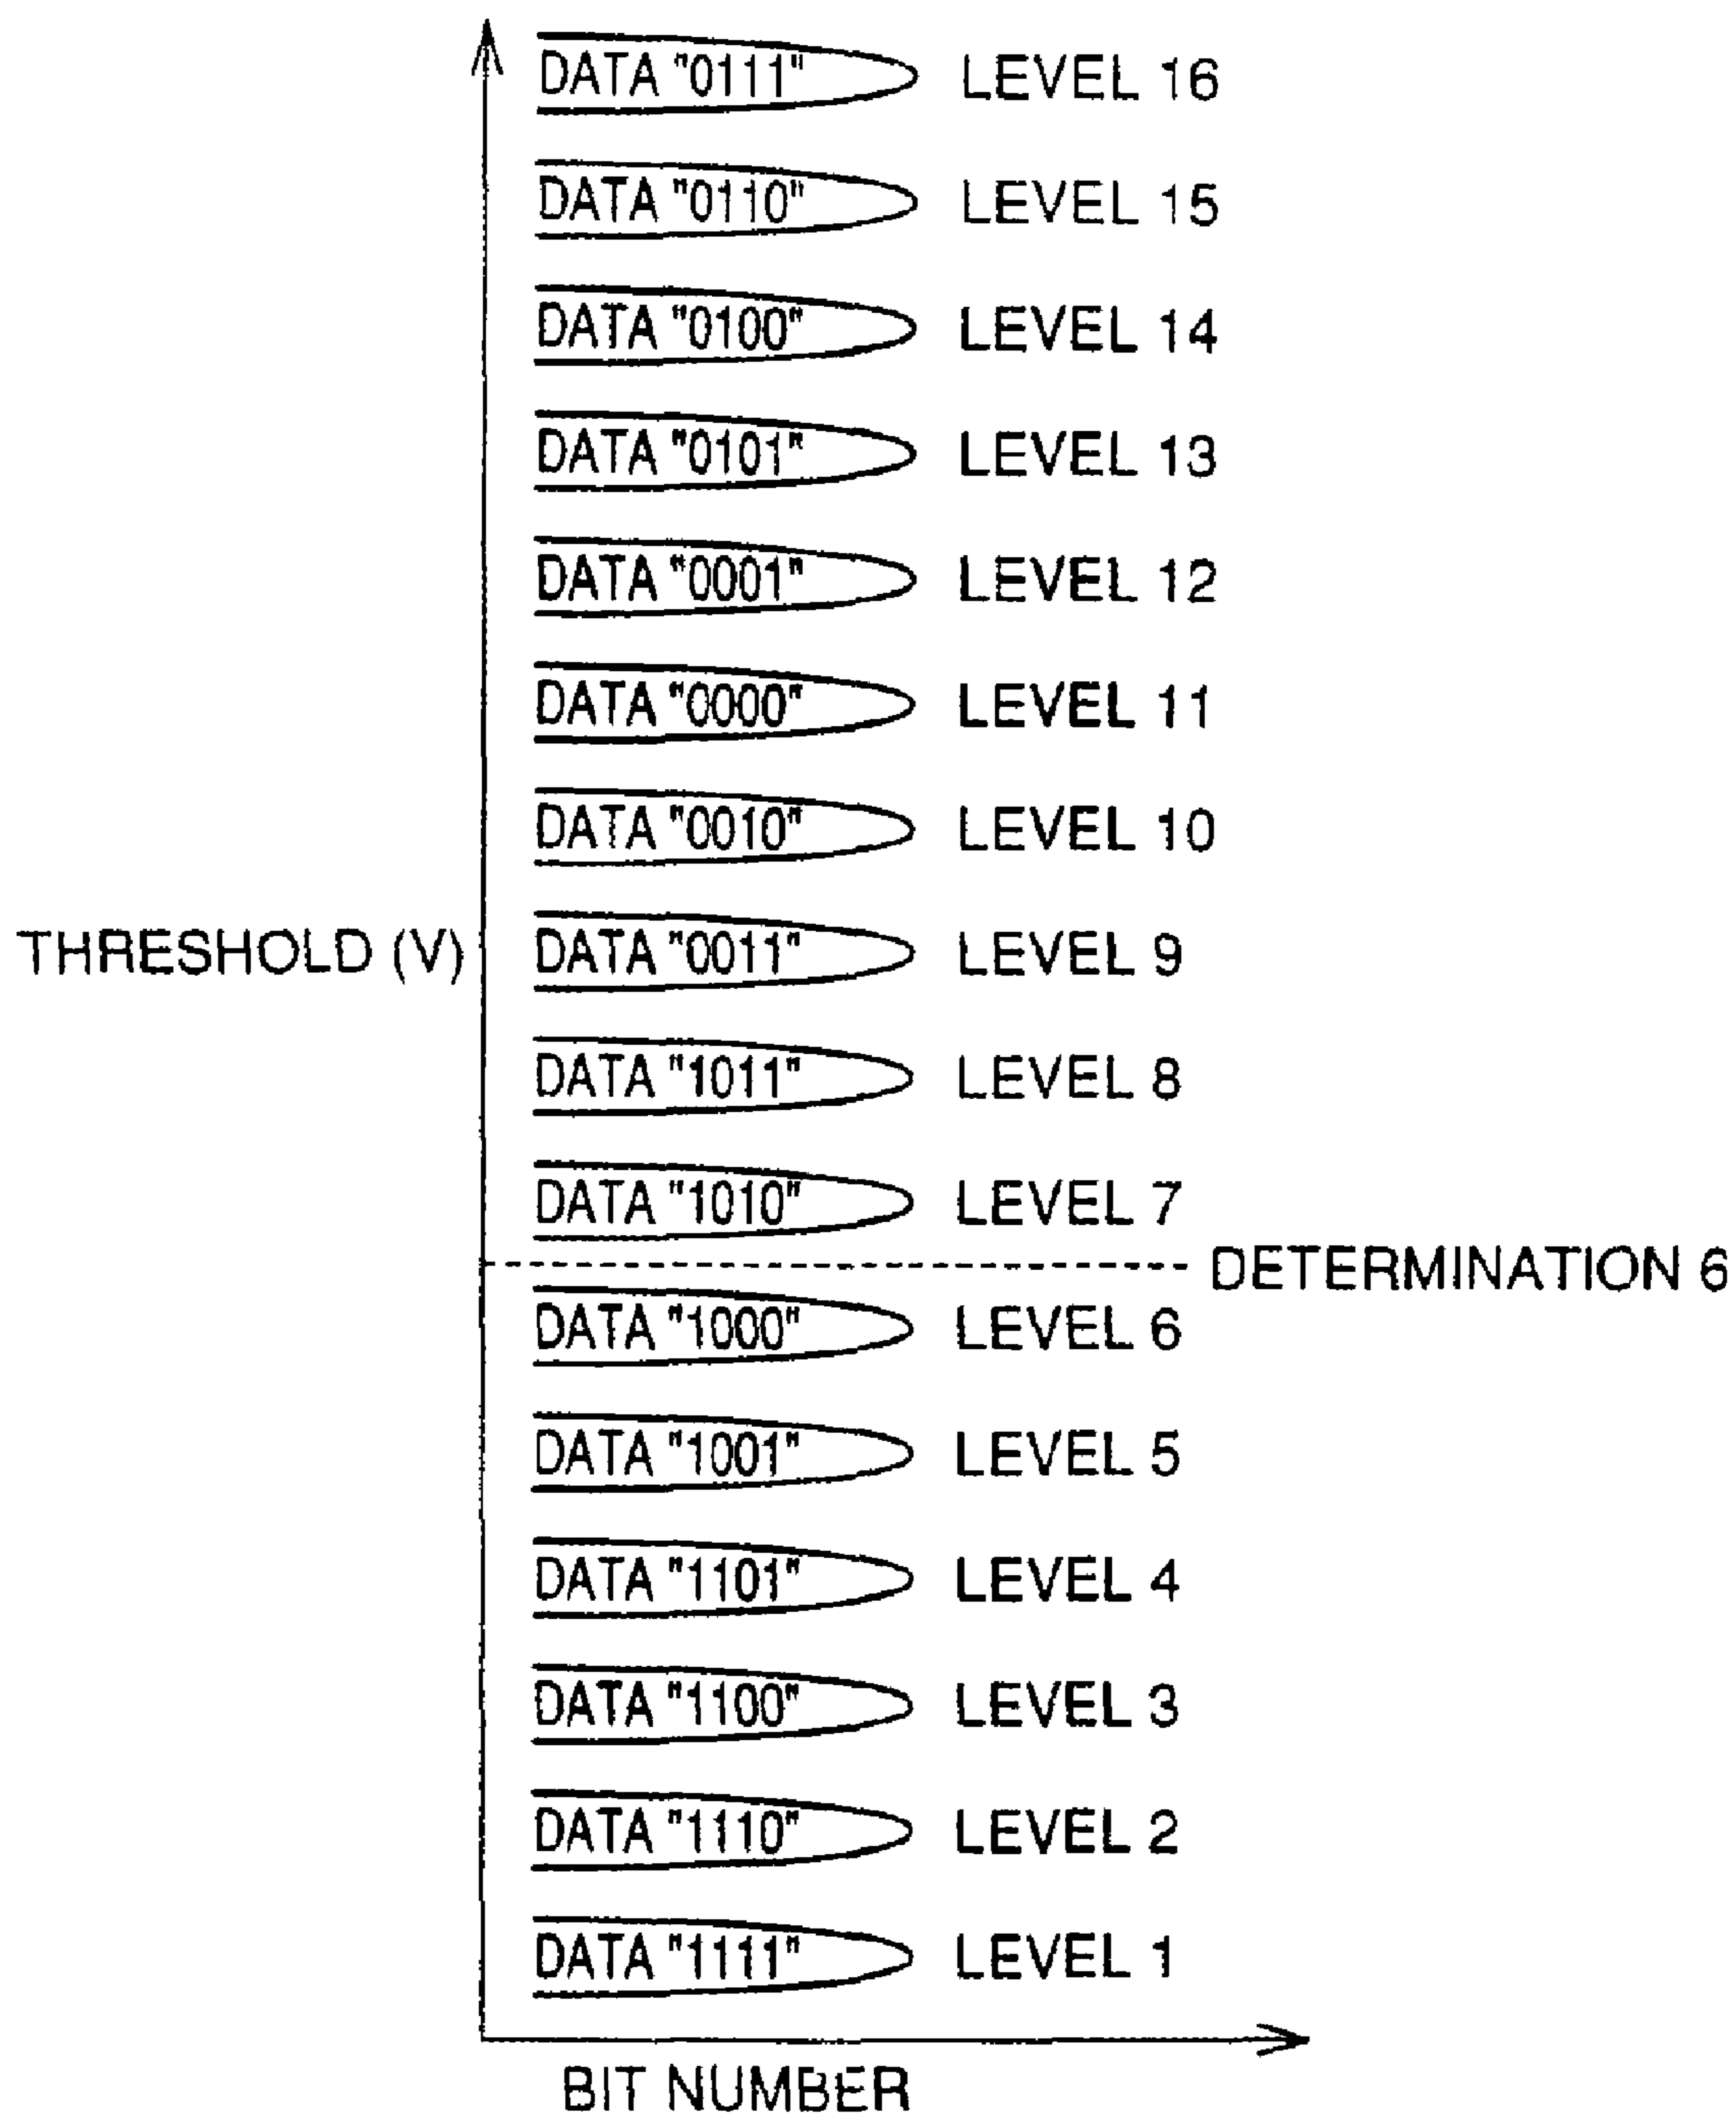 DATA "0111" LEVEL 16
DATA "0110" LEVEL 15
DATA "0100" LEVEL 14
DATA "0101" LEVEL 13
DATA "0001" LEVEL 12
DATA "0000" LEVEL 11
DATA "0010" LEVEL 10
THRESHOLD (V) DATA "0011" LEVEL 9
DATA "1011" LEVEL 8
DATA "1010" LEVEL 7
DETERMINATION 6
DATA "1000" LEVEL 6
DATA "1001" LEVEL 5
DATA "1101" LEVEL 4
DATA "1100" LEVEL 3
DATA "1110" LEVEL 2
DATA "1111" LEVEL 1
BIT NUMBER